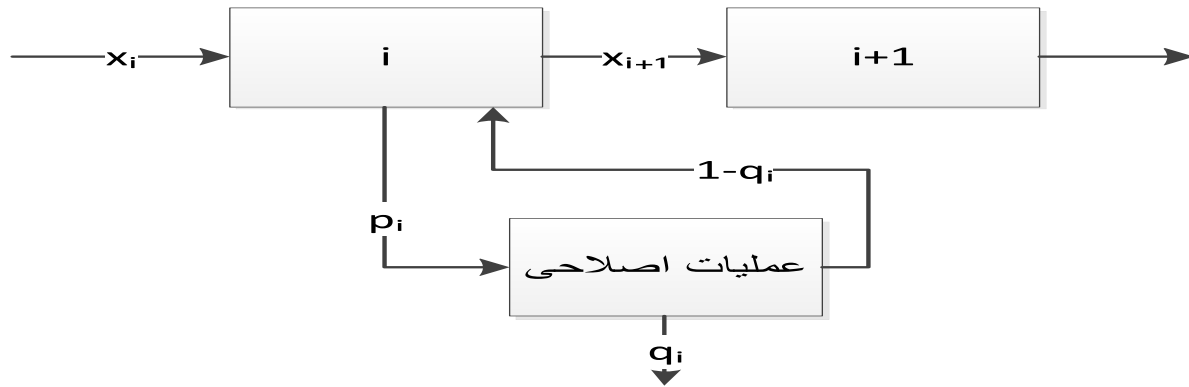 xᵢ
i
xᵢ₊₁
i+1
1-qᵢ
pᵢ
عملیات اصلاحی
qᵢ